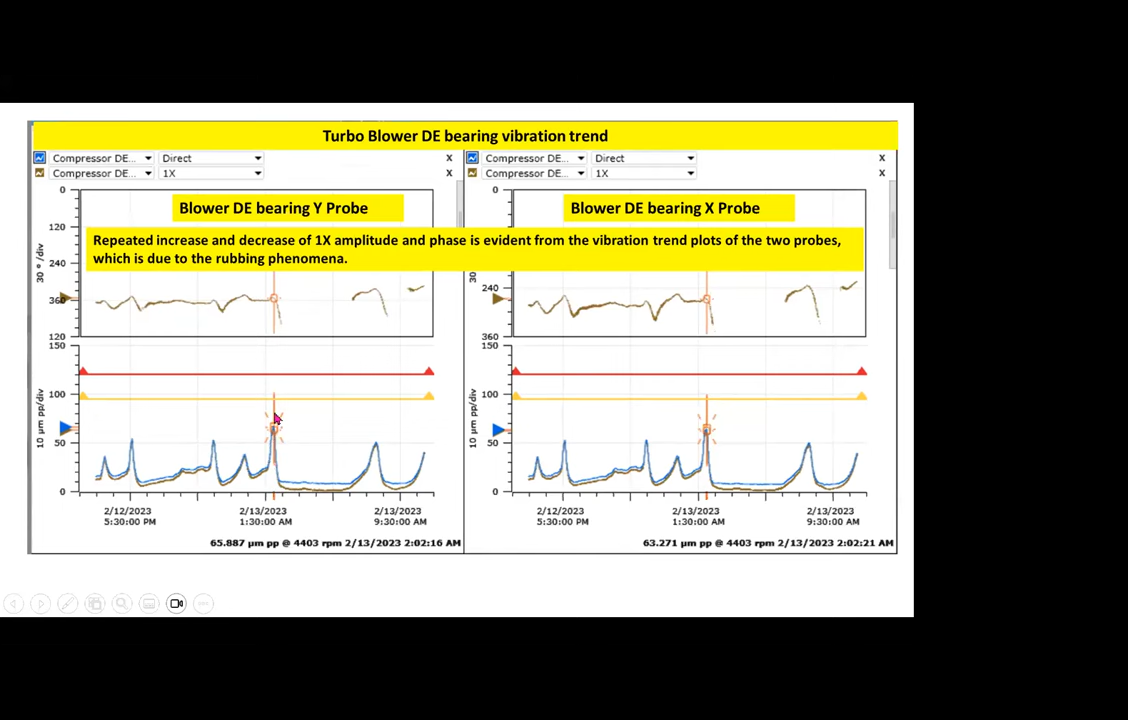 Turbo Blower DE bearing vibration trend
Compressor DE... Direct x
Compressor DE... 1X x
Compressor DE... Direct x
Compressor DE... 1X x
Blower DE bearing Y Probe
Blower DE bearing X Probe
Repeated increase and decrease of 1X amplitude and phase is evident from the vibration trend plots of the two probes,
which is due to the rubbing phenomena.
0
120
240
360
120
30 °/div
0
240
360
30
150
100
50
0
10 µm pp/div
150
100
50
0
10 µm pp/div
2/12/2023
5:30:00 PM
2/13/2023
1:30:00 AM
2/13/2023
9:30:00 AM
2/12/2023
5:30:00 PM
2/13/2023
1:30:00 AM
2/13/2023
9:30:00 AM
65.887 µm pp @ 4403 rpm 2/13/2023 2:02:16 AM
63.271 µm pp @ 4403 rpm 2/13/2023 2:02:21 AM